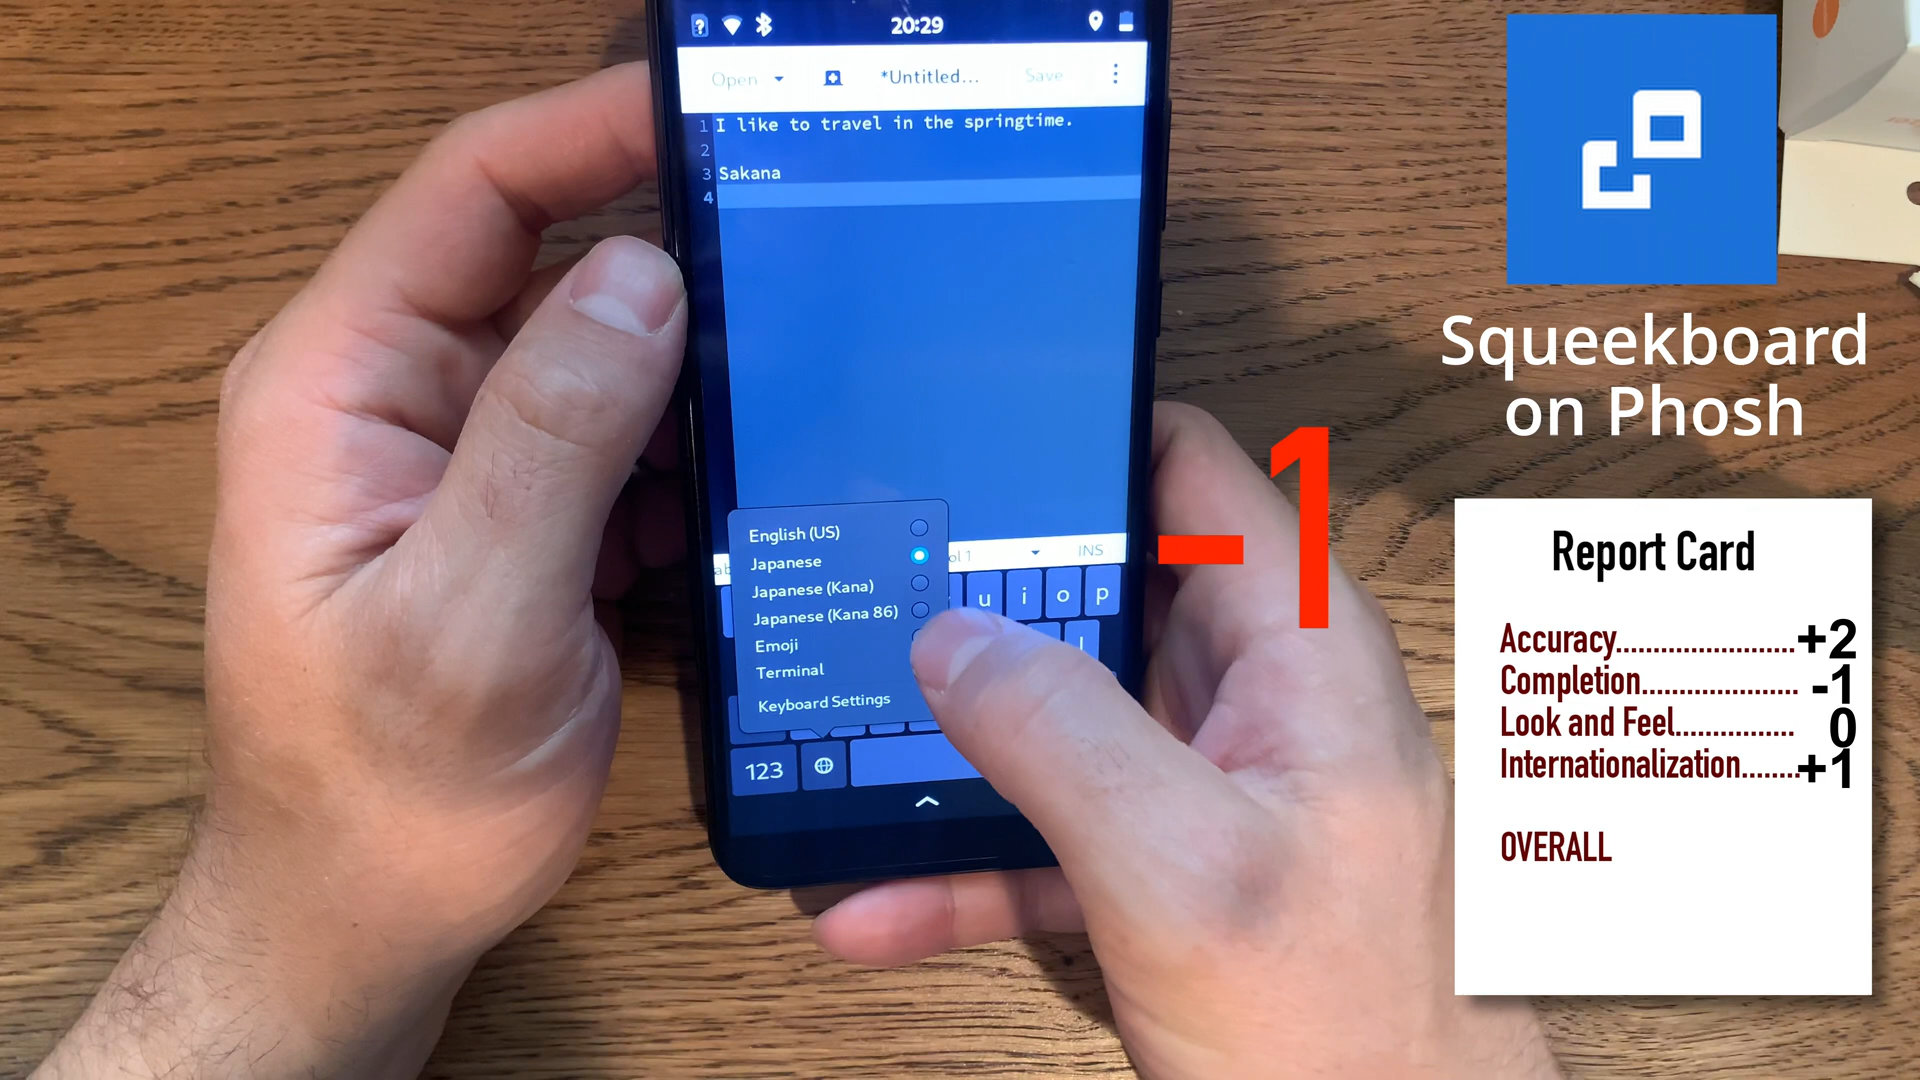 20:29
Open
*Untitled...
Save
1 I like to travel in the springtime.
2
3 Sakana
4
English (US)
Japanese
Japanese (Kana)
Japanese (Kana 86)
Emoji
Terminal
Keyboard Settings
INS
u i o p
123
-1
Squeekboard
on Phosh
Report Card
Accuracy.......................+2
Completion..................... -1
Look and Feel............... 0
Internationalization........+1
OVERALL